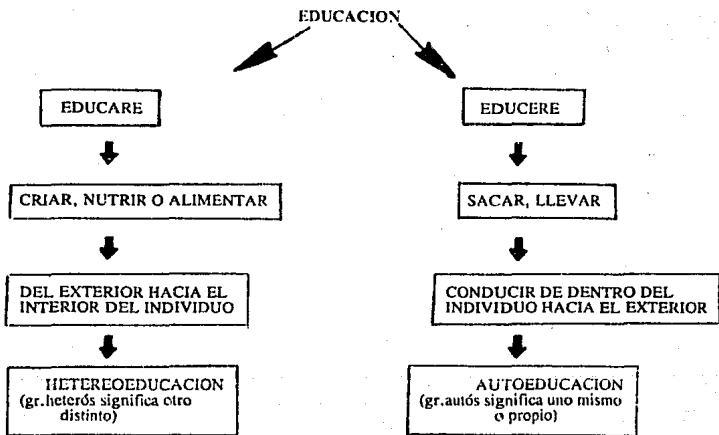 EDUCACION
EDUCARE
EDUCERE
CRIAR, NUTRIR O ALIMENTAR
SACAR, LLEVAR
DEL EXTERIOR HACIA EL
INTERIOR DEL INDIVIDUO
CONDUCIR DE DENTRO DEL
INDIVIDUO HACIA EL EXTERIOR
HETEREOEDUCACION
(gr.heterós significa otro
distinto)
AUTOEDUCACION
(gr.autós significa uno mismo
o propio)